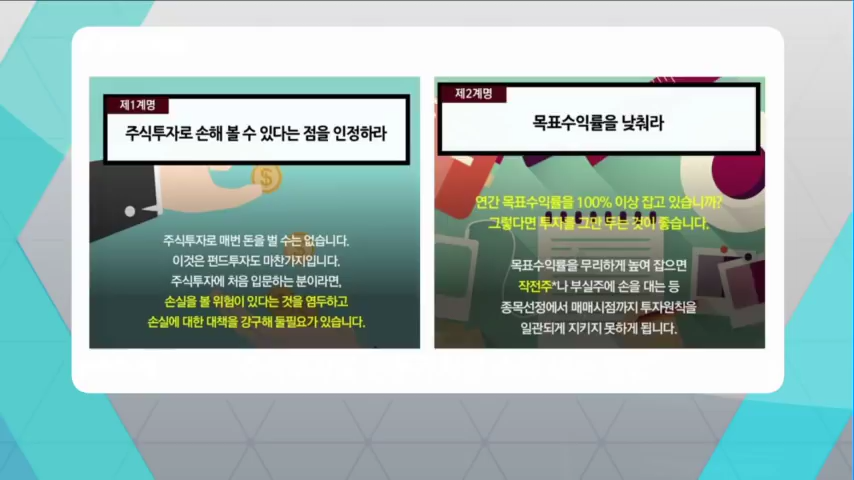 제1계명
주식투자로 손해 볼 수 있다는 점을 인정하라
주식투자로 매번 돈을 벌 수는 없습니다.
이것은 펀드투자도 마찬가지입니다.
주식투자에 처음 입문하는 분이라면,
손실을 볼 위험이 있다는 것을 염두하고
손실에 대한 대책을 강구해 둘필요가 있습니다.
제2계명
목표수익률을 낮춰라
연간 목표수익률을 100% 이상 잡고 있습니까?
그렇다면 투자를 그만 두는 것이 좋습니다.
목표수익률을 무리하게 높여 잡으면
작전주*나 부실주에 손을 대는 등
종목선정에서 매매시점까지 투자원칙을
일관되게 지키지 못하게 됩니다.